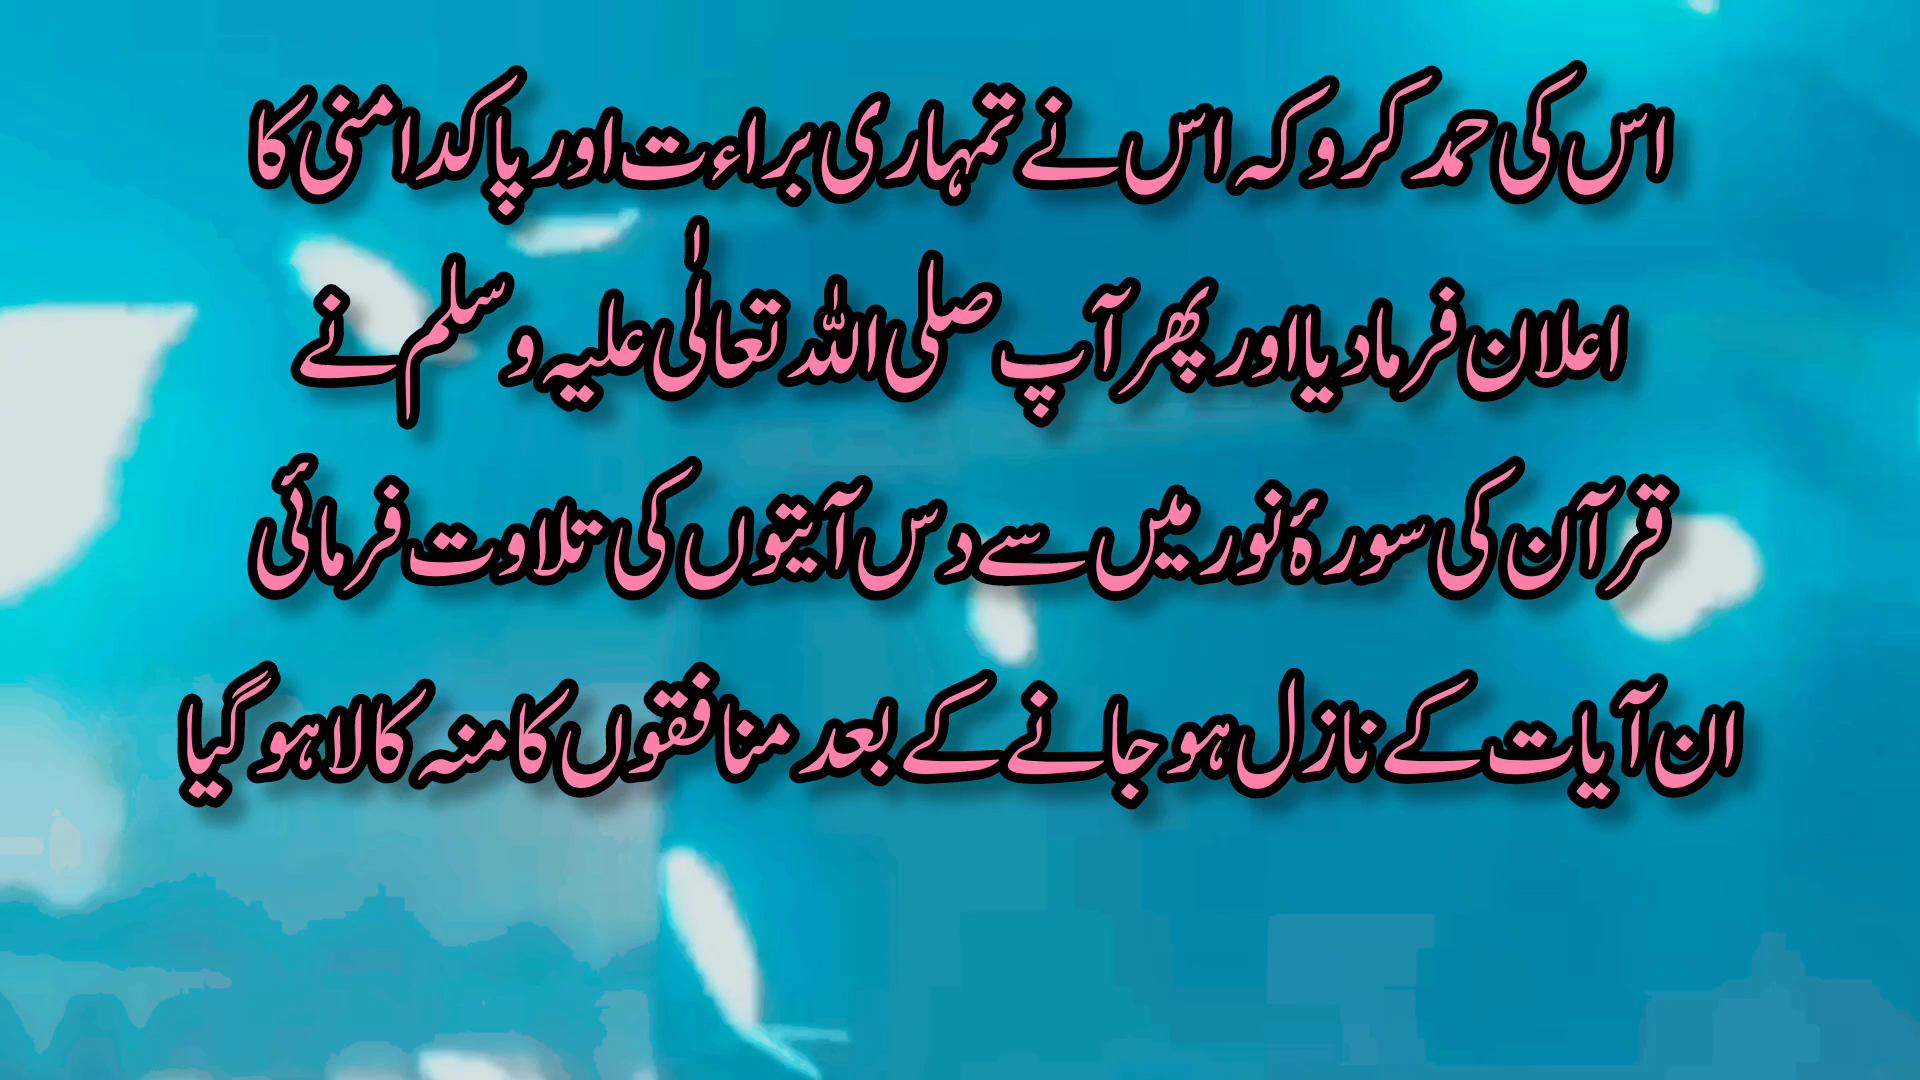 اس کی حمد کرو کہ اس نے تمہاری براءت اور پاکدامنی کا
اعلان فرمادیا اور پھر آپ صلی اللہ تعالٰی علیہ وسلم نے
قرآن کی سورۂ نور میں سے دس آیتوں کی تلاوت فرمائی
ان آیات کے نازل ہو جانے کے بعد منافقوں کا منہ کالا ہو گیا